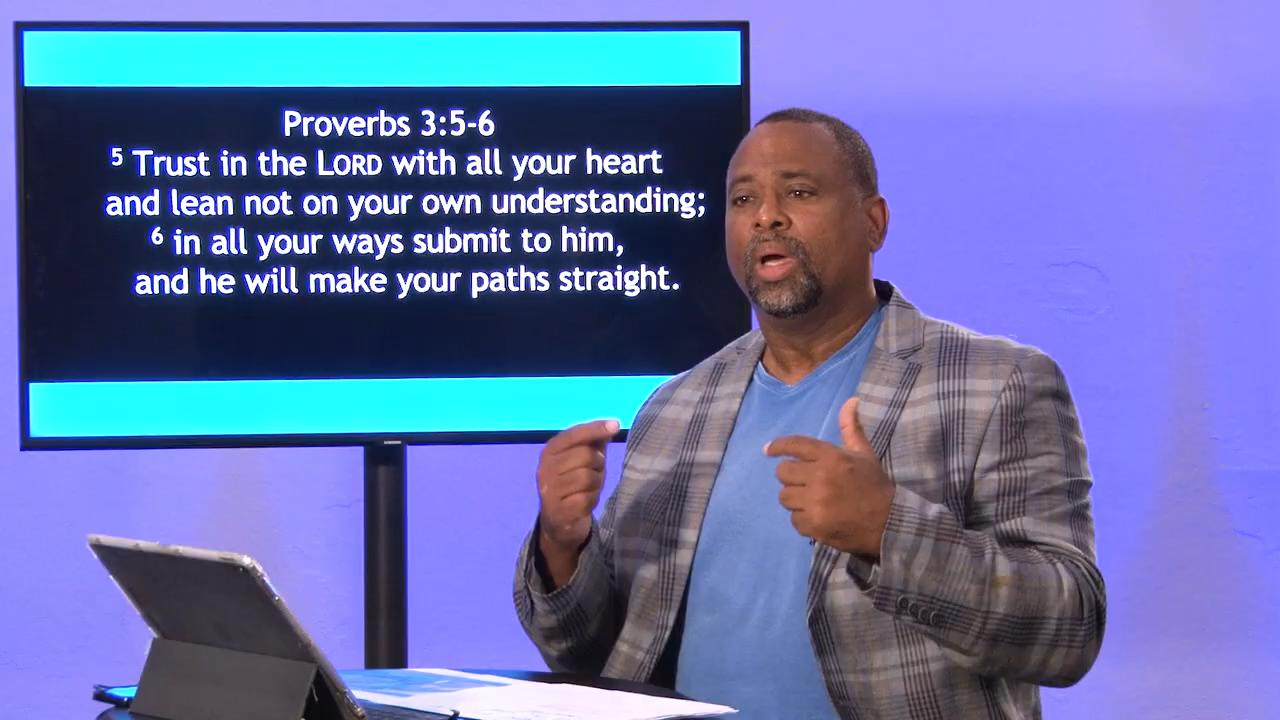 Proverbs 3:5-6
⁵ Trust in the LORD with all your heart
and lean not on your own understanding;
⁶ in all your ways submit to him,
and he will make your paths straight.